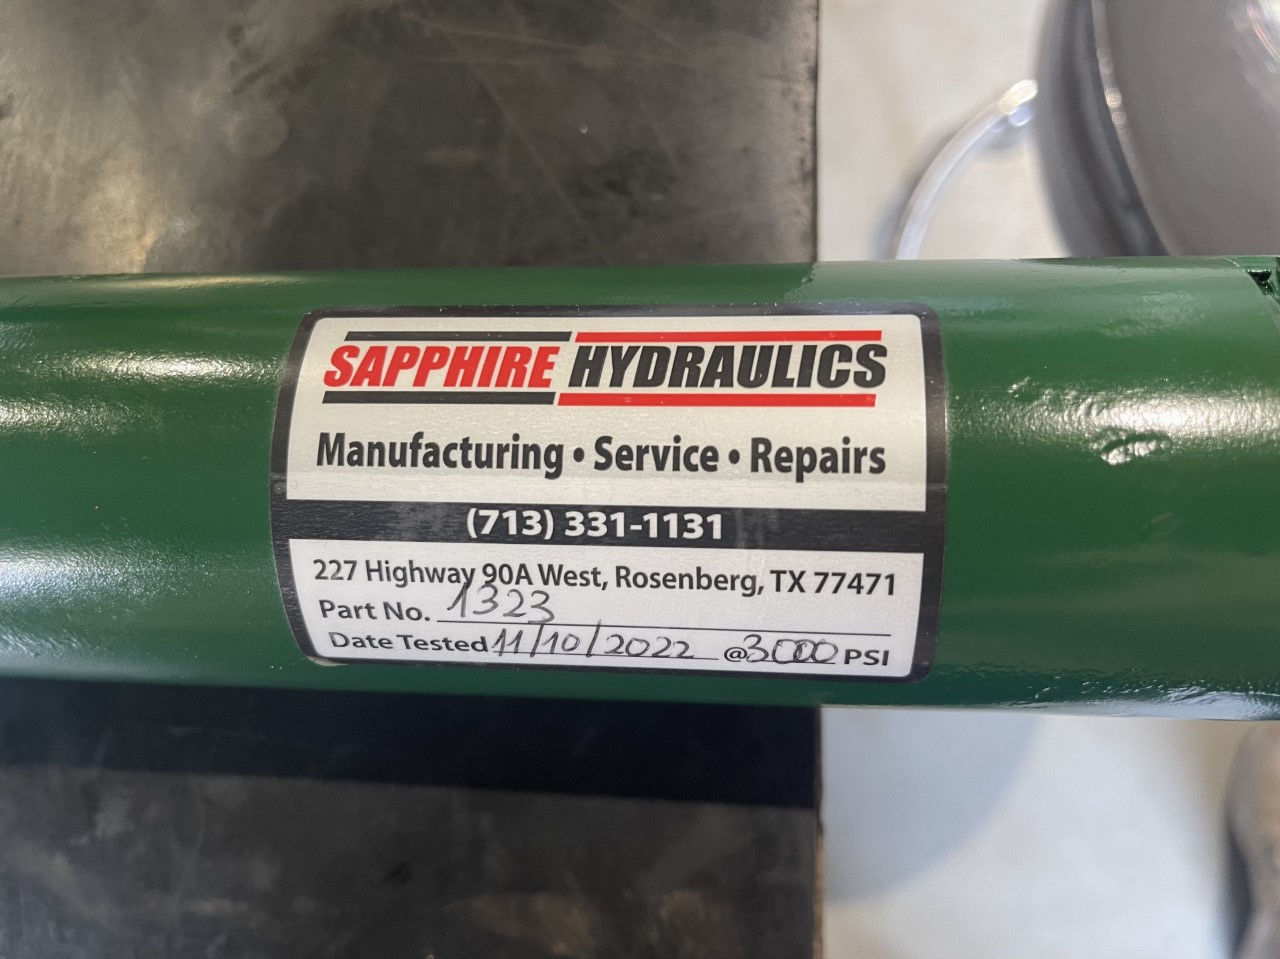 SAPPHIRE HYDRAULICS
Manufacturing • Service • Repairs
(713) 331-1131
227 Highway 90A West, Rosenberg, TX 77471
Part No. 1323
Date Tested 11/10/2022 @3000 PSI